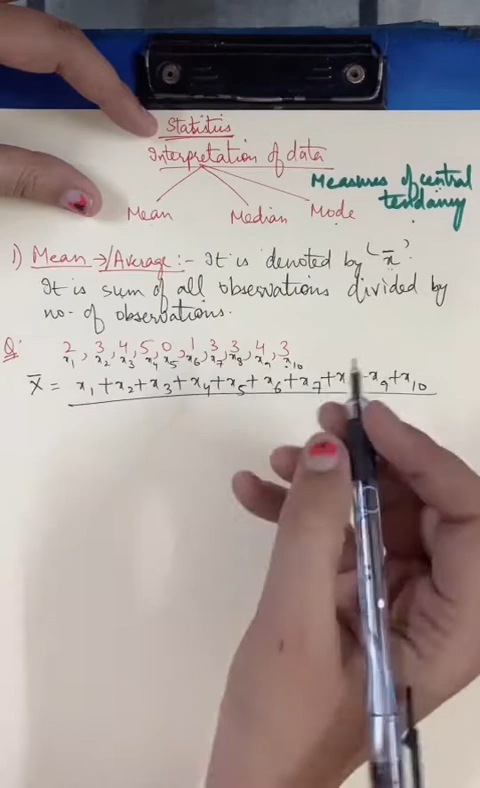 Statistics
Interpretation of data
Measures of central
tendancy
Mean Median Mode
1) Mean →/Average:- It is denoted by 'x̄'.
It is sum of all observations divided by
no. of observations.
Q. 2, 3, 4, 5, 0, 1, 3, 3, 4, 3
x₁ x₂ x₃ x₄ x₅ x₆ x₇ x₈ x₉ x₁₀
X̄ = x₁+x₂+x₃+x₄+x₅+x₆+x₇+x +x₉+x₁₀